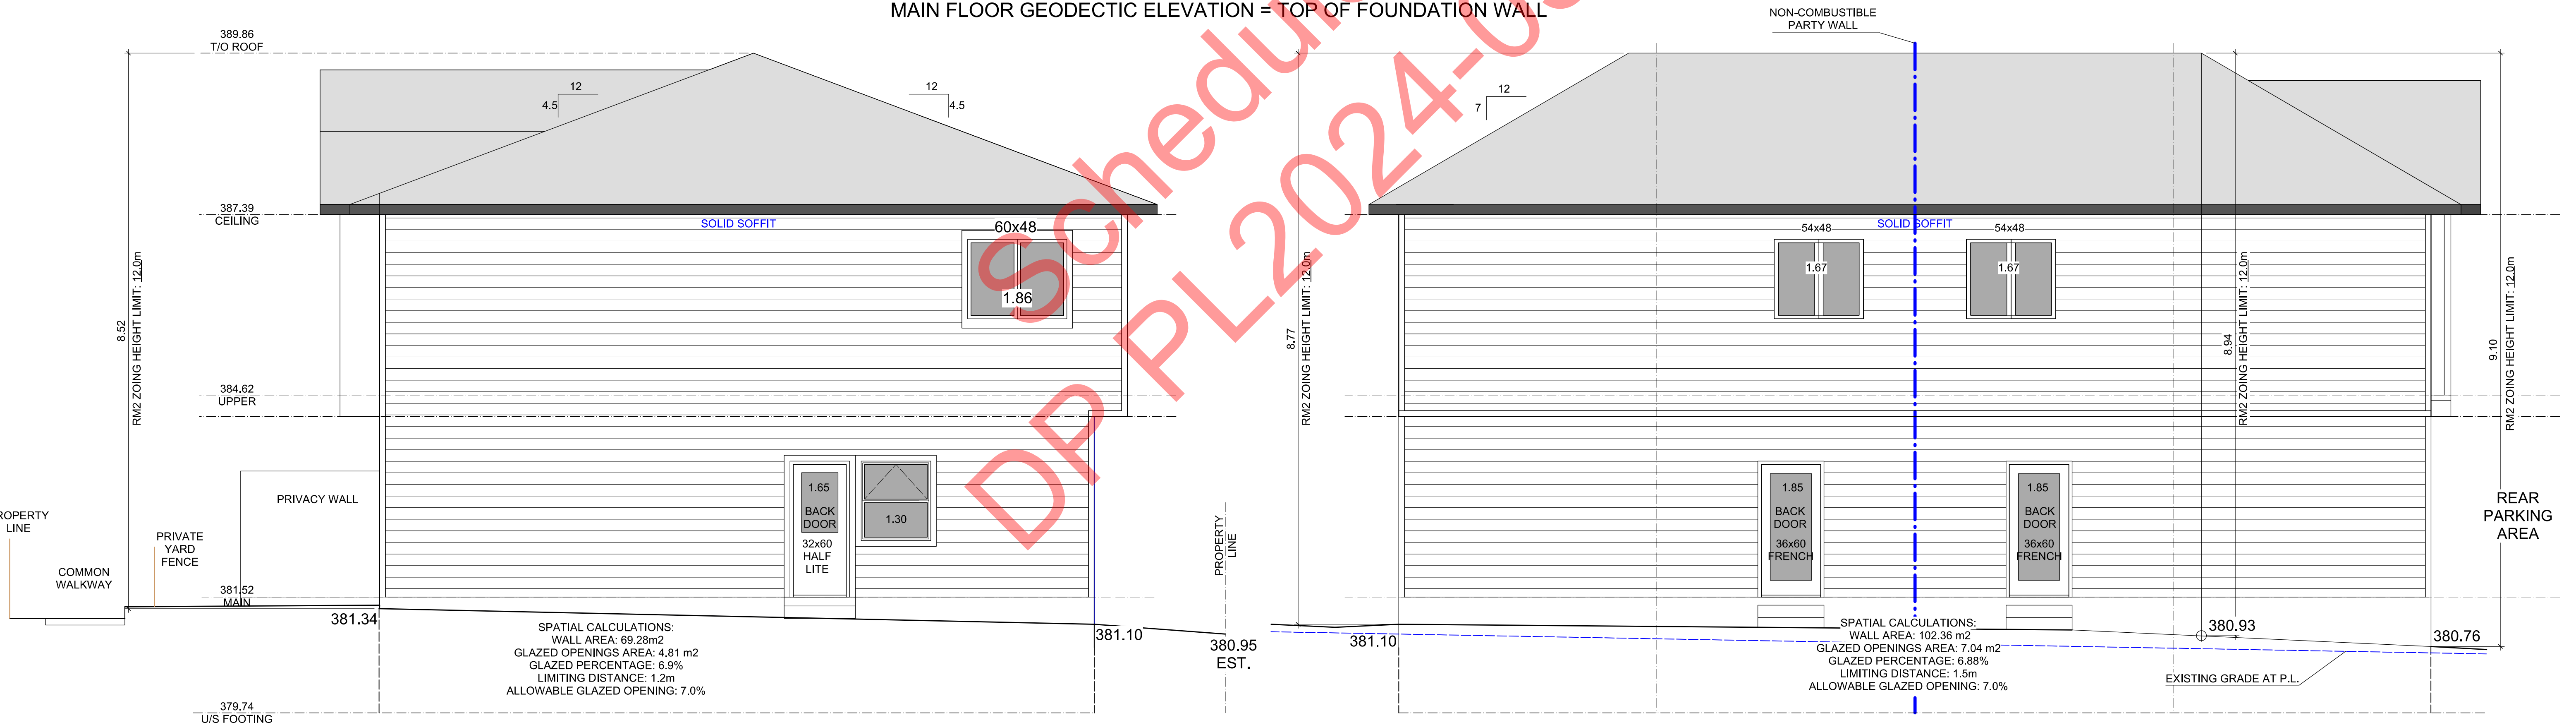 MAIN FLOOR GEODECTIC ELEVATION = TOP OF FOUNDATION WALL
389.86
T/O ROOF
12
4.5
12
4.5
387.39
CEILING
SOLID SOFFIT
60x48
1.86
8.52
RM2 ZOING HEIGHT LIMIT: 12.0m
384.62
UPPER
PRIVACY WALL
PROPERTY
LINE
PRIVATE
YARD
FENCE
COMMON
WALKWAY
381.52
MAIN
381.34
1.65
BACK
DOOR
32x60
HALF
LITE
1.30
SPATIAL CALCULATIONS:
WALL AREA: 69.28m2
GLAZED OPENINGS AREA: 4.81 m2
GLAZED PERCENTAGE: 6.9%
LIMITING DISTANCE: 1.2m
ALLOWABLE GLAZED OPENING: 7.0%
381.10
PROPERTY
LINE
380.95
EST.
379.74
U/S FOOTING
Schedule
DP PL2024-0
NON-COMBUSTIBLE
PARTY WALL
12
7
SOLID SOFFIT
54x48
54x48
1.67
1.67
8.77
RM2 ZOING HEIGHT LIMIT: 12.0m
8.94
RM2 ZOING HEIGHT LIMIT: 12.0m
9.10
RM2 ZOING HEIGHT LIMIT: 12.0m
1.85
BACK
DOOR
36x60
FRENCH
1.85
BACK
DOOR
36x60
FRENCH
REAR
PARKING
AREA
381.10
SPATIAL CALCULATIONS:
WALL AREA: 102.36 m2
GLAZED OPENINGS AREA: 7.04 m2
GLAZED PERCENTAGE: 6.88%
LIMITING DISTANCE: 1.5m
ALLOWABLE GLAZED OPENING: 7.0%
380.93
380.76
EXISTING GRADE AT P.L.